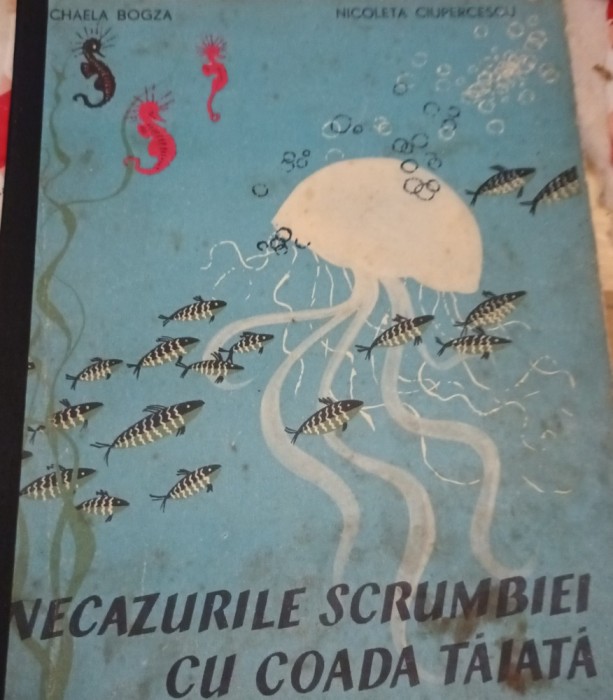 CHAELA BOGZA NICOLETA CIUPERCESCU
NECAZURILE SCRUMBIEI
CU COADA TĂIATĂ